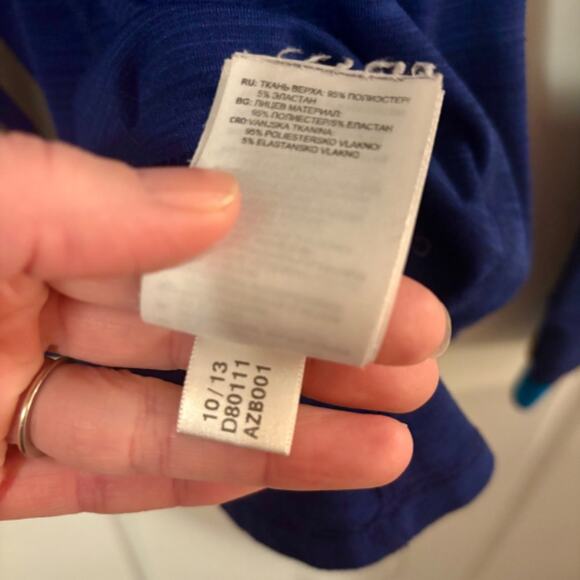 RU: ТКАНЬ ВЕРХА: 95% ПОЛИЭСТЕР/
5% ЭЛАСТАН
BG: ЛИЦЕВ МАТЕРИАЛ:
95% ПОЛИЕСТЕР/5% ЕЛАСТАН
CRO: VANJSKA TKANINA:
95% POLIESTERSKO VLAKNO/
5% ELASTANSKO VLAKNO
10/13
D80111
AZB001